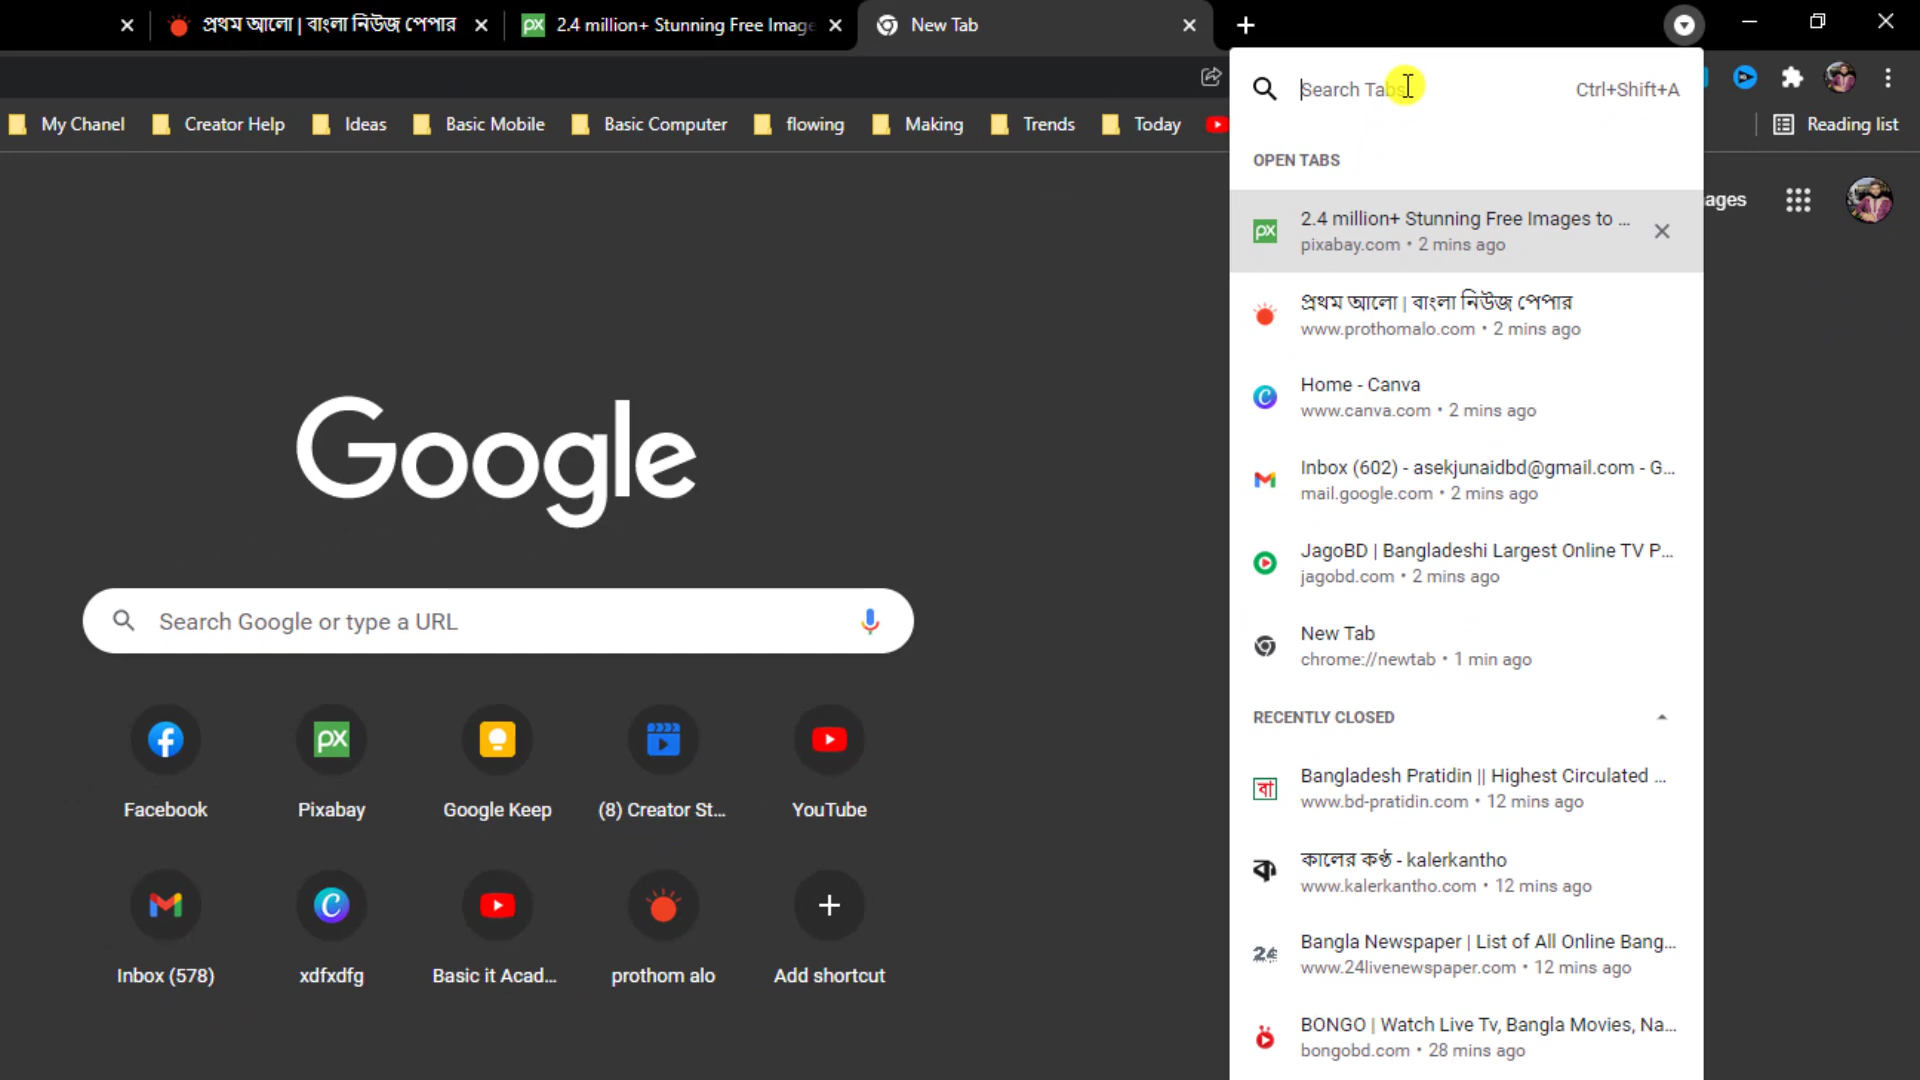 প্রথম আলো | বাংলা নিউজ পেপার
2.4 million+ Stunning Free Image
New Tab
Search Tabs
Ctrl+Shift+A
My Chanel
Creator Help
Ideas
Basic Mobile
Basic Computer
flowing
Making
Trends
Today
Reading list
OPEN TABS
ages
2.4 million+ Stunning Free Images to ...
pixabay.com • 2 mins ago
প্রথম আলো | বাংলা নিউজ পেপার
www.prothomalo.com • 2 mins ago
Home - Canva
www.canva.com • 2 mins ago
Inbox (602) - asekjunaidbd@gmail.com - G...
mail.google.com • 2 mins ago
JagoBD | Bangladeshi Largest Online TV P...
jagobd.com • 2 mins ago
New Tab
chrome://newtab • 1 min ago
RECENTLY CLOSED
Bangladesh Pratidin || Highest Circulated ...
www.bd-pratidin.com • 12 mins ago
কালের কণ্ঠ - kalerkantho
www.kalerkantho.com • 12 mins ago
Bangla Newspaper | List of All Online Bang...
www.24livenewspaper.com • 12 mins ago
BONGO | Watch Live Tv, Bangla Movies, Na...
bongobd.com • 28 mins ago
Google
Search Google or type a URL
Facebook
Pixabay
Google Keep
(8) Creator St...
YouTube
Inbox (578)
xdfxdfg
Basic it Acad...
prothom alo
Add shortcut